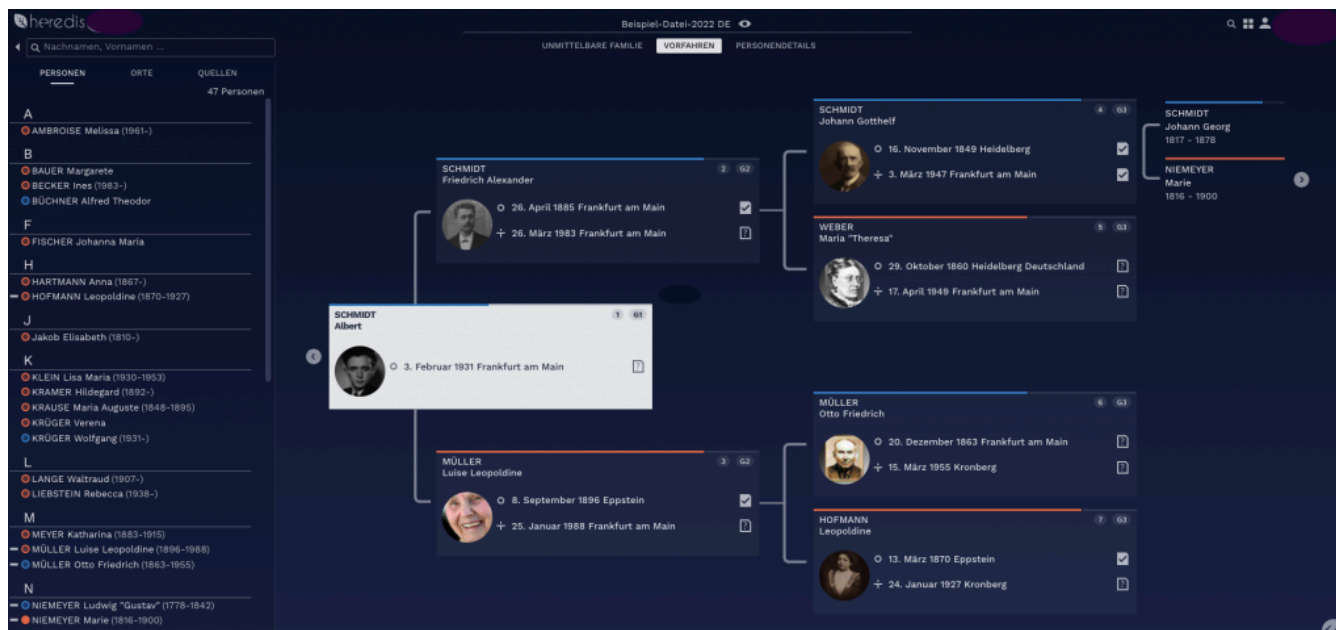 heredis
Beispiel-Datei-2022 DE
Nachnamen, Vornamen ...
UNMITTELBARE FAMILIE VORFAHREN PERSONENDETAILS
PERSONEN ORTE QUELLEN
47 Personen
A
AMBROISE Melissa (1961-)
B
BAUER Margarete
BECKER Ines (1983-)
BÜCHNER Alfred Theodor
F
FISCHER Johanna Maria
H
HARTMANN Anna (1867-)
HOFMANN Leopoldine (1870-1927)
J
Jakob Elisabeth (1810-)
K
KLEIN Lisa Maria (1930-1953)
KRAMER Hildegard (1892-)
KRAUSE Maria Auguste (1848-1895)
KRÜGER Verena
KRÜGER Wolfgang (1931-)
L
LANGE Waltraud (1907-)
LIEBSTEIN Rebecca (1938-)
M
MEYER Katharina (1883-1915)
MÜLLER Luise Leopoldine (1896-1988)
MÜLLER Otto Friedrich (1863-1955)
N
NIEMEYER Ludwig "Gustav" (1778-1842)
NIEMEYER Marie (1816-1900)
SCHMIDT 1 G1
Albert
3. Februar 1931 Frankfurt am Main
SCHMIDT 2 G2
Friedrich Alexander
26. April 1885 Frankfurt am Main
26. März 1983 Frankfurt am Main
MÜLLER 3 G2
Luise Leopoldine
8. September 1896 Eppstein
25. Januar 1988 Frankfurt am Main
SCHMIDT 4 G3
Johann Gotthelf
16. November 1849 Heidelberg
3. März 1947 Frankfurt am Main
WEBER 5 G3
Maria "Theresa"
29. Oktober 1860 Heidelberg Deutschland
17. April 1949 Frankfurt am Main
MÜLLER 6 G3
Otto Friedrich
20. Dezember 1863 Frankfurt am Main
15. März 1955 Kronberg
HOFMANN 7 G3
Leopoldine
13. März 1870 Eppstein
24. Januar 1927 Kronberg
SCHMIDT
Johann Georg
1817 - 1878
NIEMEYER
Marie
1816 - 1900